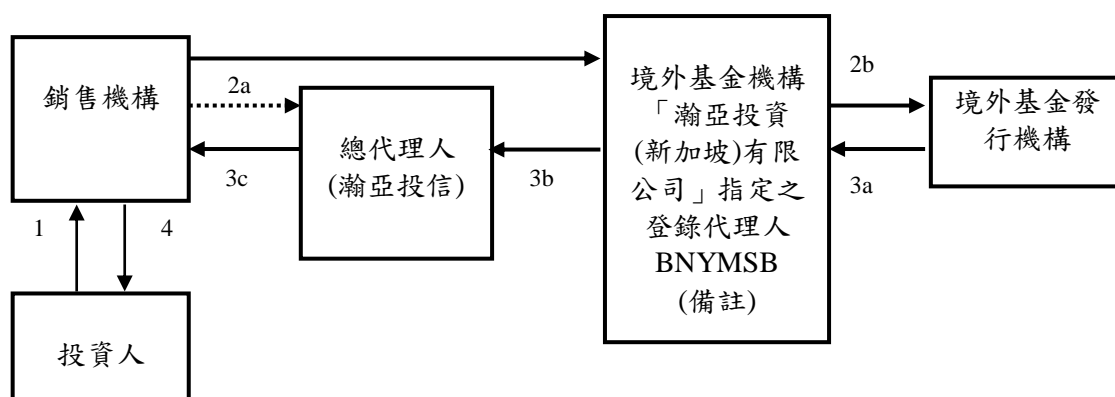 銷售機構
2a
總代理人
(瀚亞投信)
3c
3b
境外基金機構
「瀚亞投資
(新加坡)有限
公司」指定之
登錄代理人
BNYMSB
(備註)
2b
3a
境外基金發
行機構
1
4
投資人